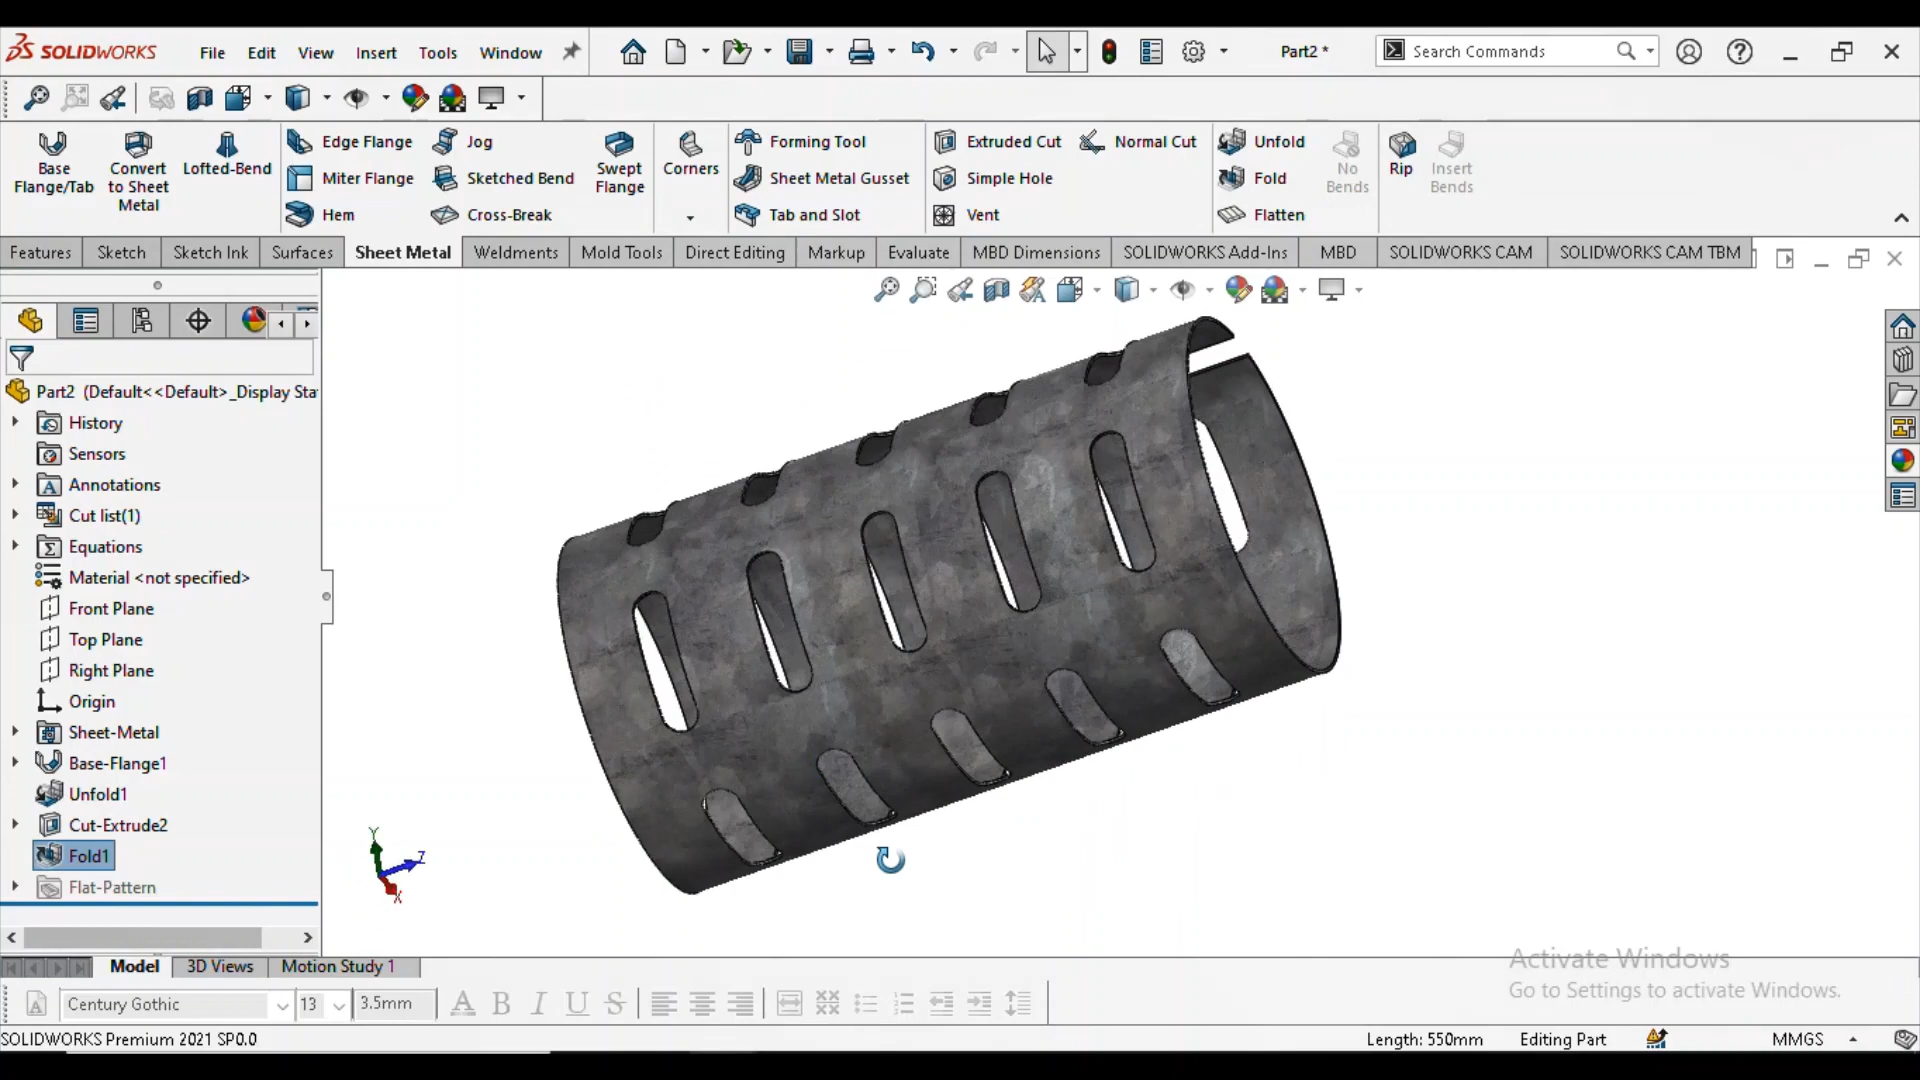 SOLIDWORKS File Edit View Insert Tools Window Part2 * Search Commands
Base Flange/Tab
Convert to Sheet Metal
Lofted-Bend
Edge Flange
Miter Flange
Hem
Jog
Sketched Bend
Cross-Break
Swept Flange
Corners
Forming Tool
Sheet Metal Gusset
Tab and Slot
Extruded Cut
Simple Hole
Vent
Normal Cut
Unfold
Fold
Flatten
No Bends
Rip
Insert Bends
Features Sketch Sketch Ink Surfaces Sheet Metal Weldments Mold Tools Direct Editing Markup Evaluate MBD Dimensions SOLIDWORKS Add-Ins MBD SOLIDWORKS CAM SOLIDWORKS CAM TBM
Part2 (Default<<Default>_Display Sta
History
Sensors
Annotations
Cut list(1)
Equations
Material <not specified>
Front Plane
Top Plane
Right Plane
Origin
Sheet-Metal
Base-Flange1
Unfold1
Cut-Extrude2
Fold1
Flat-Pattern
Y
Z
X
Model 3D Views Motion Study 1
Activate Windows
Go to Settings to activate Windows.
Century Gothic 13 3.5mm A B I U S
SOLIDWORKS Premium 2021 SP0.0 Length: 550mm Editing Part MMGS